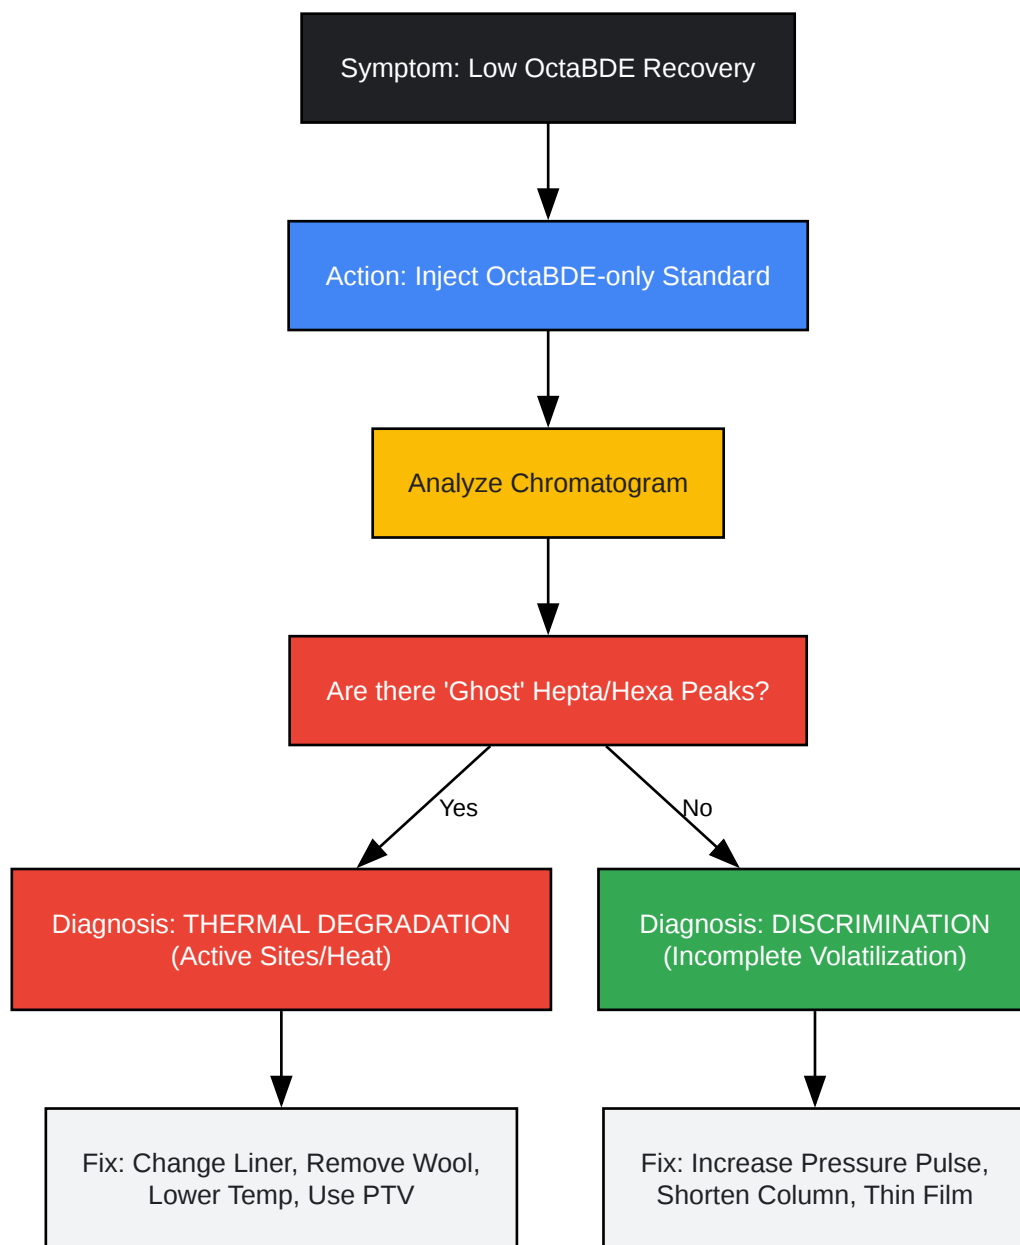 Symptom: Low OctaBDE Recovery
Action: Inject OctaBDE-only Standard
Analyze Chromatogram
Are there 'Ghost' Hepta/Hexa Peaks?
Yes
No
Diagnosis: THERMAL DEGRADATION
(Active Sites/Heat)
Diagnosis: DISCRIMINATION
(Incomplete Volatilization)
Fix: Change Liner, Remove Wool,
Lower Temp, Use PTV
Fix: Increase Pressure Pulse,
Shorten Column, Thin Film